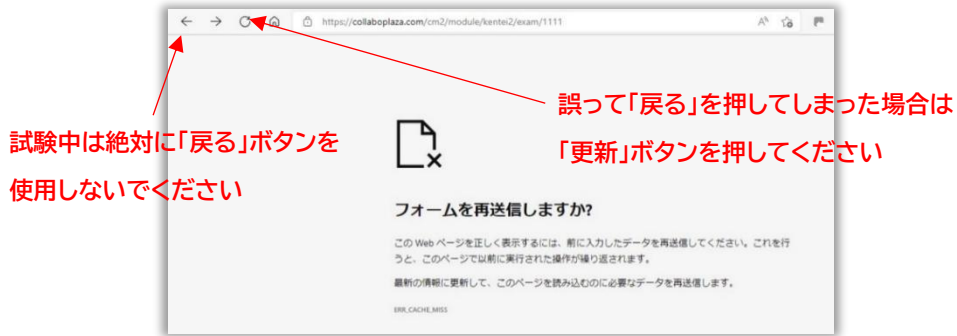 https://collaboplaza.com/cm2/module/kentei2/exam/1111
誤って「戻る」を押してしまった場合は
「更新」ボタンを押してください
試験中は絶対に「戻る」ボタンを
使用しないでください
フォームを再送信しますか?
この Web ページを正しく表示するには、前に入力したデータを再送信してください。これを行
うと、このページで以前に実行された操作が繰り返されます。
最新の情報に更新して、このページを読み込むのに必要なデータを再送信します。
ERR_CACHE_MISS